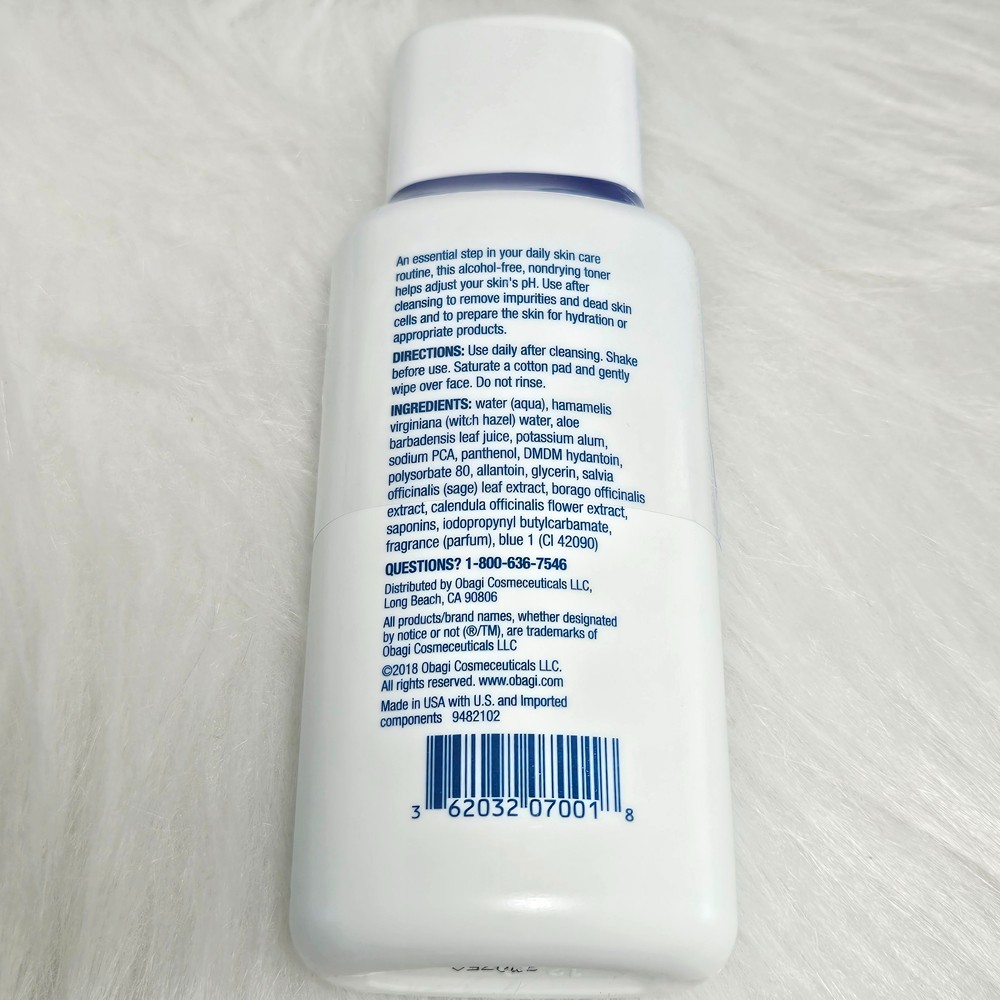 An essential step in your daily skin care
routine, this alcohol-free, nondrying toner
helps adjust your skin's pH. Use after
cleansing to remove impurities and dead skin
cells and to prepare the skin for hydration or
appropriate products.
DIRECTIONS: Use daily after cleansing. Shake
before use. Saturate a cotton pad and gently
wipe over face. Do not rinse.
INGREDIENTS: water (aqua), hamamelis
virginiana (witch hazel) water, aloe
barbadensis leaf juice, potassium alum,
sodium PCA, panthenol, DMDM hydantoin,
polysorbate 80, allantoin, glycerin, salvia
officinalis (sage) leaf extract, borago officinalis
extract, calendula officinalis flower extract,
saponins, iodopropynyl butylcarbamate,
fragrance (parfum), blue 1 (CI 42090)
QUESTIONS? 1-800-636-7546
Distributed by Obagi Cosmeceuticals LLC,
Long Beach, CA 90806
All products/brand names, whether designated
by notice or not (®/TM), are trademarks of
Obagi Cosmeceuticals LLC
©2018 Obagi Cosmeceuticals LLC.
All rights reserved. www.obagi.com
Made in USA with U.S. and Imported
components 9482102
3 62032 07001 8